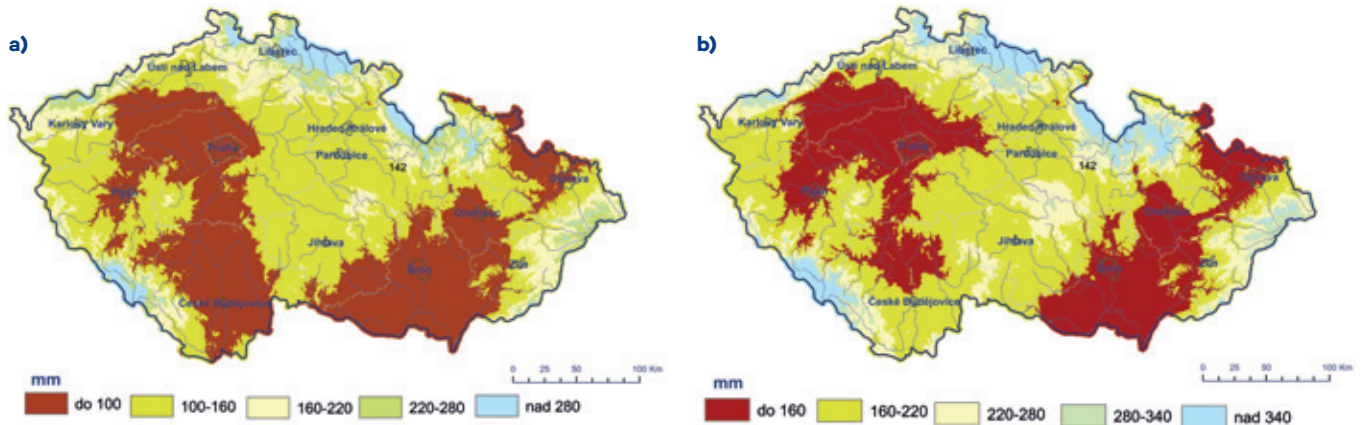 a)
Liberec
Ústí nad Labem
Karlovy Vary
Hradec Králové
Praha
Pardubice
142
Plzeň
Ostrava
Olomouc
Jihlava
Brno
Zlín
České Budějovice
0 25 50 100 Km
mm
do 100
100-160
160-220
220-280
nad 280
b)
Liberec
Ústí nad Labem
Karlovy Vary
Hradec Králové
Praha
Pardubice
142
Plzeň
Ostrava
Olomouc
Jihlava
Brno
Zlín
České Budějovice
0 25 50 100 Km
mm
do 160
160-220
220-280
280-340
nad 340